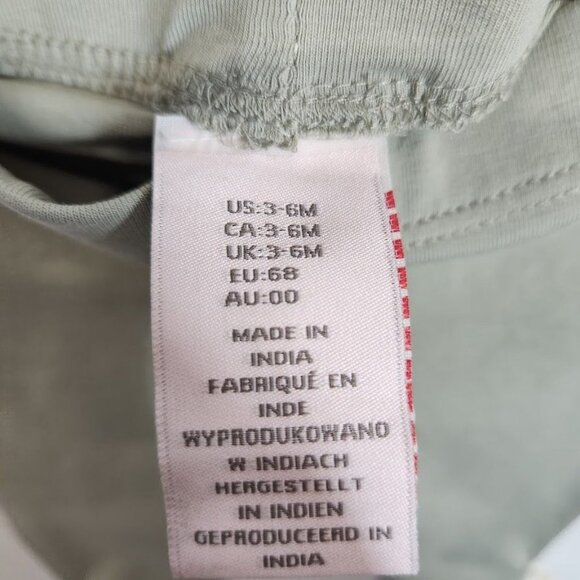 US:3-6M
CA:3-6M
UK:3-6M
EU:68
AU:00
MADE IN
INDIA
FABRIQUÉ EN
INDE
WYPRODUKOWANO
W INDIACH
HERGESTELLT
IN INDIEN
GEPRODUCEERD IN
INDIA